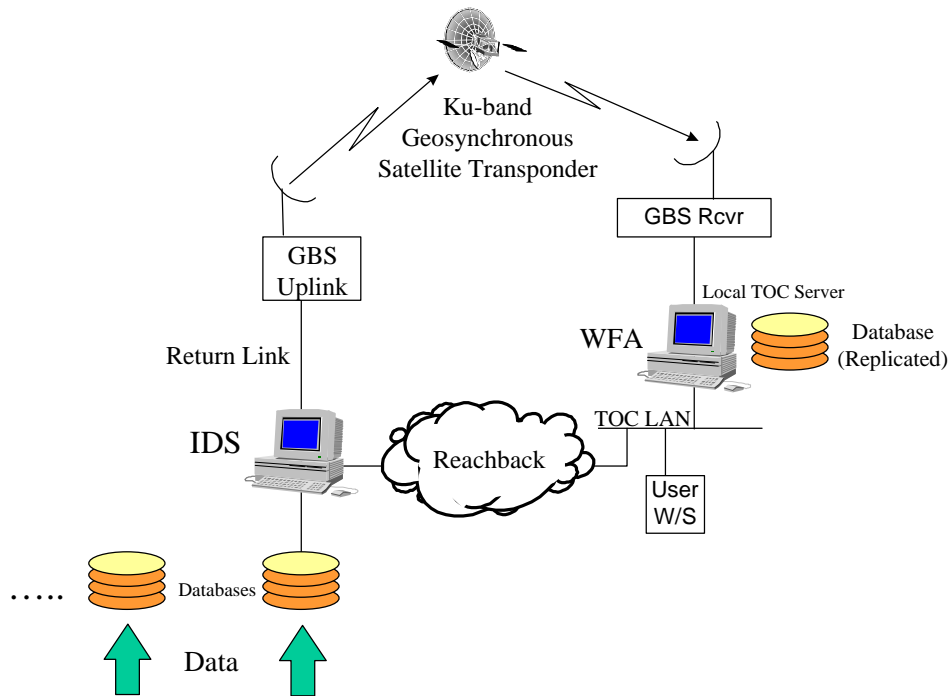 Ku-band
Geosynchronous
Satellite Transponder
GBS Rcvr
GBS
Uplink
Local TOC Server
WFA
Database
(Replicated)
Return Link
TOC LAN
IDS
Reachback
User
W/S
.....
Databases
Data